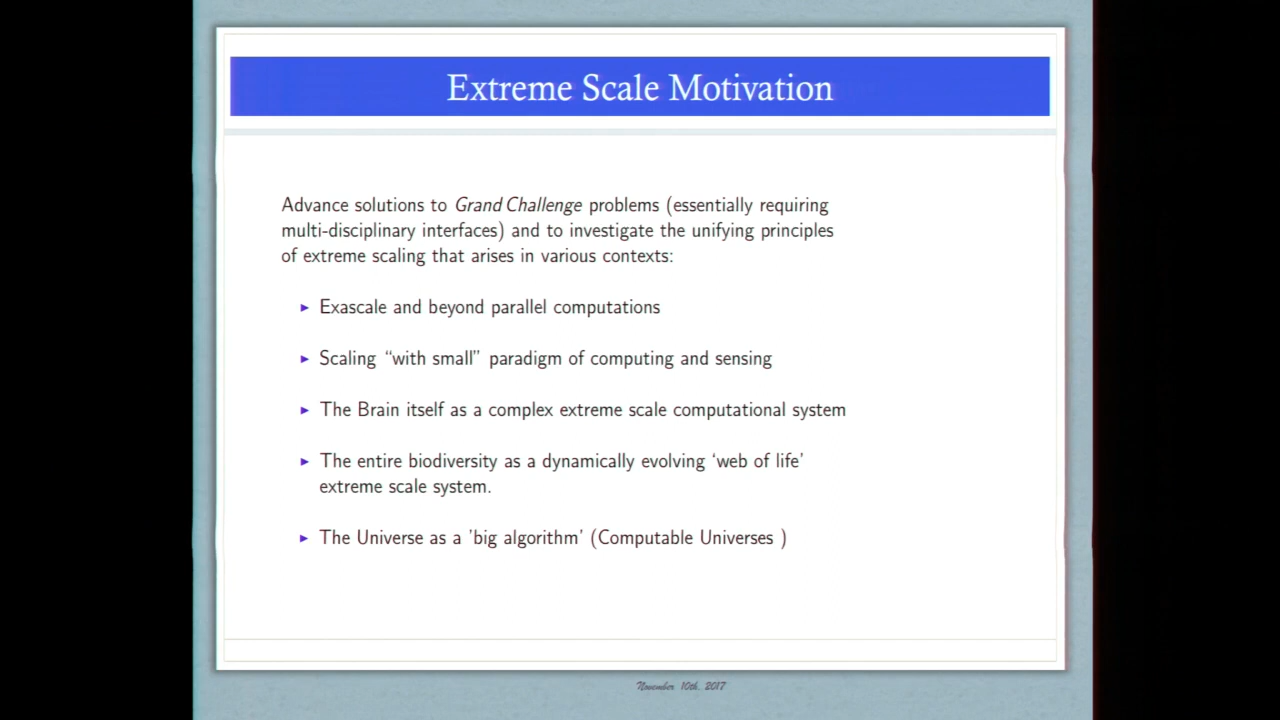 Extreme Scale Motivation
Advance solutions to Grand Challenge problems (essentially requiring
multi-disciplinary interfaces) and to investigate the unifying principles
of extreme scaling that arises in various contexts:
► Exascale and beyond parallel computations
► Scaling “with small” paradigm of computing and sensing
► The Brain itself as a complex extreme scale computational system
► The entire biodiversity as a dynamically evolving ‘web of life’
extreme scale system.
► The Universe as a 'big algorithm' (Computable Universes )
November 10th, 2017